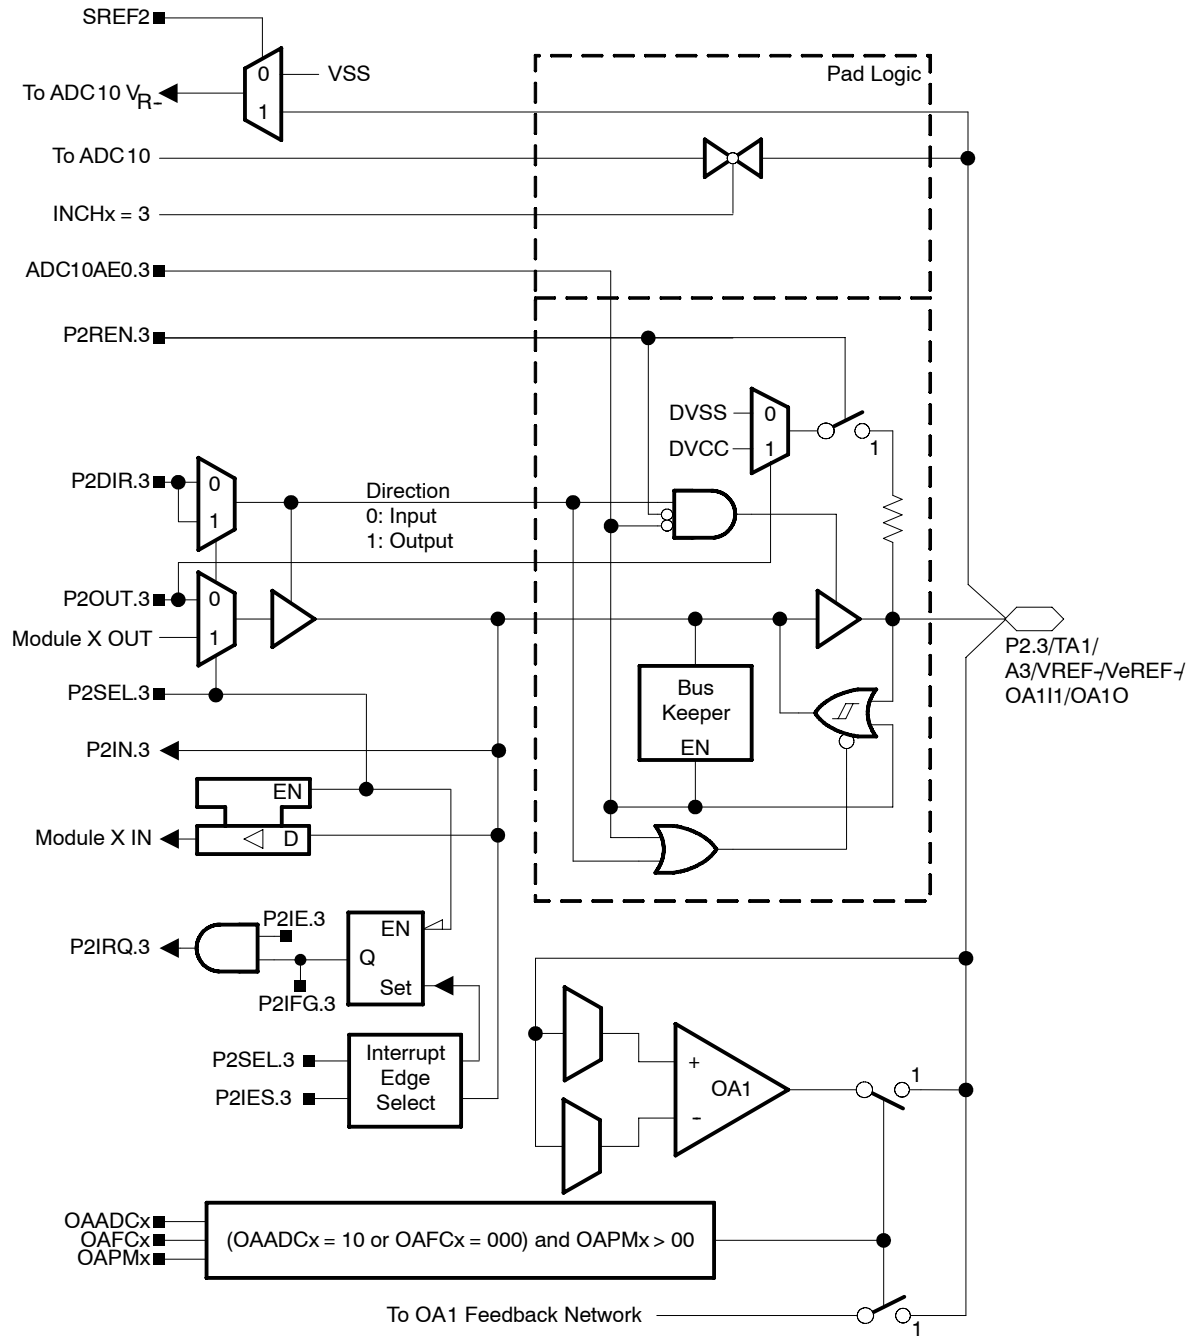 SREF2
0
VSS
To ADC10 VR-
1
Pad Logic
To ADC10
INCHx = 3
ADC10AE0.3
P2REN.3
DVSS
0
DVCC
1
1
P2DIR.3
0
1
Direction
0: Input
1: Output
P2OUT.3
0
Module X OUT
1
P2.3/TA1/
A3/VREF-/VeREF-/
OA1I1/OA1O
P2SEL.3
Bus
Keeper
EN
P2IN.3
EN
Module X IN
D
P2IE.3
P2IRQ.3
EN
Q
Set
P2IFG.3
P2SEL.3
P2IES.3
Interrupt
Edge
Select
+
OA1
-
1
OAADCx
OAFCx
OAPMx
(OAADCx = 10 or OAFCx = 000) and OAPMx > 00
To OA1 Feedback Network
1